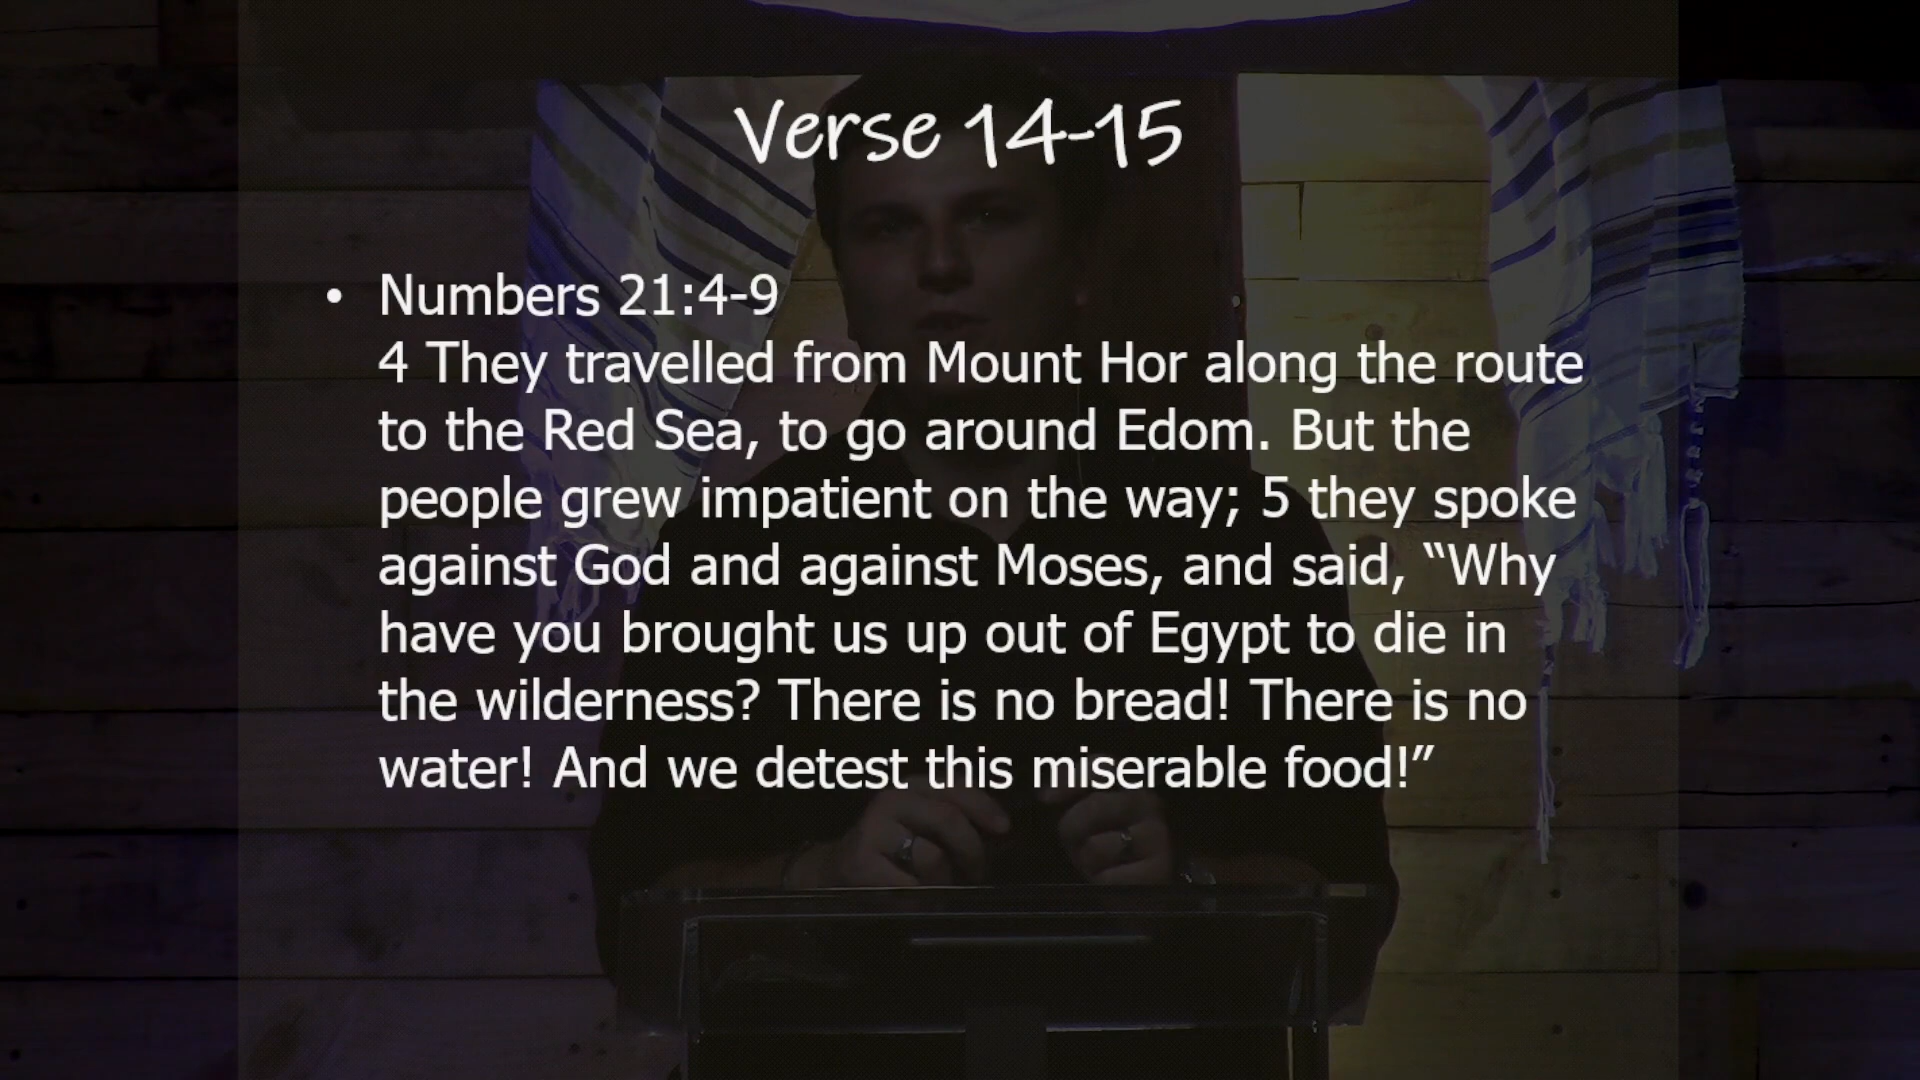 Verse 14-15
• Numbers 21:4-9
4 They travelled from Mount Hor along the route
to the Red Sea, to go around Edom. But the
people grew impatient on the way; 5 they spoke
against God and against Moses, and said, “Why
have you brought us up out of Egypt to die in
the wilderness? There is no bread! There is no
water! And we detest this miserable food!”